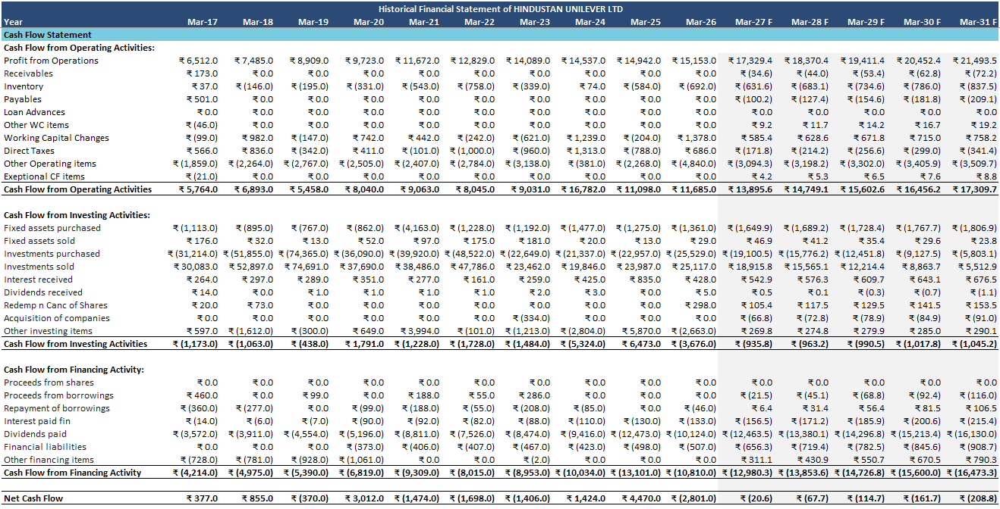 Historical Financial Statement of HINDUSTAN UNILEVER LTD
Year Mar-17 Mar-18 Mar-19 Mar-20 Mar-21 Mar-22 Mar-23 Mar-24 Mar-25 Mar-26 Mar-27 F Mar-28 F Mar-29 F Mar-30 F Mar-31 F
Cash Flow Statement
Cash Flow from Operating Activities:
Profit from Operations ₹ 6,512.0 ₹ 7,485.0 ₹ 8,909.0 ₹ 9,723.0 ₹ 11,672.0 ₹ 12,829.0 ₹ 14,089.0 ₹ 14,537.0 ₹ 14,942.0 ₹ 15,153.0 ₹ 17,329.4 ₹ 18,370.4 ₹ 19,411.4 ₹ 20,452.4 ₹ 21,493.5
Receivables ₹ 173.0 ₹ 0.0 ₹ 0.0 ₹ 0.0 ₹ 0.0 ₹ 0.0 ₹ 0.0 ₹ 0.0 ₹ 0.0 ₹ 0.0 ₹ (34.6) ₹ (44.0) ₹ (53.4) ₹ (62.8) ₹ (72.2)
Inventory ₹ 37.0 ₹ (146.0) ₹ (195.0) ₹ (331.0) ₹ (543.0) ₹ (758.0) ₹ (339.0) ₹ 74.0 ₹ (584.0) ₹ (692.0) ₹ (631.6) ₹ (683.1) ₹ (734.6) ₹ (786.0) ₹ (837.5)
Payables ₹ 501.0 ₹ 0.0 ₹ 0.0 ₹ 0.0 ₹ 0.0 ₹ 0.0 ₹ 0.0 ₹ 0.0 ₹ 0.0 ₹ 0.0 ₹ (100.2) ₹ (127.4) ₹ (154.6) ₹ (181.8) ₹ (209.1)
Loan Advances ₹ 0.0 ₹ 0.0 ₹ 0.0 ₹ 0.0 ₹ 0.0 ₹ 0.0 ₹ 0.0 ₹ 0.0 ₹ 0.0 ₹ 0.0 ₹ 0.0 ₹ 0.0 ₹ 0.0 ₹ 0.0 ₹ 0.0
Other WC items ₹ (46.0) ₹ 0.0 ₹ 0.0 ₹ 0.0 ₹ 0.0 ₹ 0.0 ₹ 0.0 ₹ 0.0 ₹ 0.0 ₹ 0.0 ₹ 9.2 ₹ 11.7 ₹ 14.2 ₹ 16.7 ₹ 19.2
Working Capital Changes ₹ (99.0) ₹ 982.0 ₹ (147.0) ₹ 742.0 ₹ 442.0 ₹ (242.0) ₹ (621.0) ₹ 1,239.0 ₹ (204.0) ₹ 1,378.0 ₹ 585.4 ₹ 628.6 ₹ 671.8 ₹ 715.0 ₹ 758.2
Direct Taxes ₹ 566.0 ₹ 836.0 ₹ (342.0) ₹ 411.0 ₹ (101.0) ₹ (1,000.0) ₹ (960.0) ₹ 1,313.0 ₹ (788.0) ₹ 686.0 ₹ (171.8) ₹ (214.2) ₹ (256.6) ₹ (299.0) ₹ (341.4)
Other Operating items ₹ (1,859.0) ₹ (2,264.0) ₹ (2,767.0) ₹ (2,505.0) ₹ (2,407.0) ₹ (2,784.0) ₹ (3,138.0) ₹ (381.0) ₹ (2,268.0) ₹ (4,840.0) ₹ (3,094.3) ₹ (3,198.2) ₹ (3,302.0) ₹ (3,405.9) ₹ (3,509.7)
Exeptional CF items ₹ (21.0) ₹ 0.0 ₹ 0.0 ₹ 0.0 ₹ 0.0 ₹ 0.0 ₹ 0.0 ₹ 0.0 ₹ 0.0 ₹ 0.0 ₹ 4.2 ₹ 5.3 ₹ 6.5 ₹ 7.6 ₹ 8.8
Cash Flow from Operating Activities ₹ 5,764.0 ₹ 6,893.0 ₹ 5,458.0 ₹ 8,040.0 ₹ 9,063.0 ₹ 8,045.0 ₹ 9,031.0 ₹ 16,782.0 ₹ 11,098.0 ₹ 11,685.0 ₹ 13,895.6 ₹ 14,749.1 ₹ 15,602.6 ₹ 16,456.2 ₹ 17,309.7
Cash Flow from Investing Activities:
Fixed assets purchased ₹ (1,113.0) ₹ (895.0) ₹ (767.0) ₹ (862.0) ₹ (4,163.0) ₹ (1,228.0) ₹ (1,192.0) ₹ (1,477.0) ₹ (1,275.0) ₹ (1,361.0) ₹ (1,649.9) ₹ (1,689.2) ₹ (1,728.4) ₹ (1,767.7) ₹ (1,806.9)
Fixed assets sold ₹ 176.0 ₹ 32.0 ₹ 13.0 ₹ 52.0 ₹ 97.0 ₹ 175.0 ₹ 181.0 ₹ 20.0 ₹ 13.0 ₹ 29.0 ₹ 46.9 ₹ 41.2 ₹ 35.4 ₹ 29.6 ₹ 23.8
Investments purchased ₹ (31,214.0) ₹ (51,855.0) ₹ (74,365.0) ₹ (36,090.0) ₹ (39,920.0) ₹ (48,522.0) ₹ (22,649.0) ₹ (21,337.0) ₹ (22,957.0) ₹ (25,529.0) ₹ (19,100.5) ₹ (15,776.2) ₹ (12,451.8) ₹ (9,127.5) ₹ (5,803.1)
Investments sold ₹ 30,083.0 ₹ 52,897.0 ₹ 74,691.0 ₹ 37,690.0 ₹ 38,486.0 ₹ 47,786.0 ₹ 23,462.0 ₹ 19,846.0 ₹ 23,987.0 ₹ 25,117.0 ₹ 18,915.8 ₹ 15,565.1 ₹ 12,214.4 ₹ 8,863.7 ₹ 5,512.9
Interest received ₹ 264.0 ₹ 297.0 ₹ 289.0 ₹ 351.0 ₹ 277.0 ₹ 161.0 ₹ 259.0 ₹ 425.0 ₹ 835.0 ₹ 428.0 ₹ 542.9 ₹ 576.3 ₹ 609.7 ₹ 643.1 ₹ 676.5
Dividends received ₹ 14.0 ₹ 0.0 ₹ 1.0 ₹ 1.0 ₹ 1.0 ₹ 1.0 ₹ 2.0 ₹ 3.0 ₹ 0.0 ₹ 5.0 ₹ 0.5 ₹ 0.1 ₹ (0.3) ₹ (0.7) ₹ (1.1)
Redemp n Canc of Shares ₹ 20.0 ₹ 73.0 ₹ 0.0 ₹ 0.0 ₹ 0.0 ₹ 0.0 ₹ 0.0 ₹ 0.0 ₹ 0.0 ₹ 298.0 ₹ 105.4 ₹ 117.5 ₹ 129.5 ₹ 141.5 ₹ 153.5
Acquisition of companies ₹ 0.0 ₹ 0.0 ₹ 0.0 ₹ 0.0 ₹ 0.0 ₹ 0.0 ₹ (334.0) ₹ 0.0 ₹ 0.0 ₹ 0.0 ₹ (66.8) ₹ (72.8) ₹ (78.9) ₹ (84.9) ₹ (91.0)
Other investing items ₹ 597.0 ₹ (1,612.0) ₹ (300.0) ₹ 649.0 ₹ 3,994.0 ₹ (101.0) ₹ (1,213.0) ₹ (2,804.0) ₹ 5,870.0 ₹ (2,663.0) ₹ 269.8 ₹ 274.8 ₹ 279.9 ₹ 285.0 ₹ 290.1
Cash Flow from Investing Activities ₹ (1,173.0) ₹ (1,063.0) ₹ (438.0) ₹ 1,791.0 ₹ (1,228.0) ₹ (1,728.0) ₹ (1,484.0) ₹ (5,324.0) ₹ 6,473.0 ₹ (3,676.0) ₹ (935.8) ₹ (963.2) ₹ (990.5) ₹ (1,017.8) ₹ (1,045.2)
Cash Flow from Financing Activity:
Proceeds from shares ₹ 0.0 ₹ 0.0 ₹ 0.0 ₹ 0.0 ₹ 0.0 ₹ 0.0 ₹ 0.0 ₹ 0.0 ₹ 0.0 ₹ 0.0 ₹ 0.0 ₹ 0.0 ₹ 0.0 ₹ 0.0 ₹ 0.0
Proceeds from borrowings ₹ 460.0 ₹ 0.0 ₹ 99.0 ₹ 0.0 ₹ 188.0 ₹ 55.0 ₹ 286.0 ₹ 0.0 ₹ 0.0 ₹ 0.0 ₹ (21.5) ₹ (45.1) ₹ (68.8) ₹ (92.4) ₹ (116.0)
Repayment of borrowings ₹ (360.0) ₹ (277.0) ₹ 0.0 ₹ (99.0) ₹ (188.0) ₹ (55.0) ₹ (208.0) ₹ (85.0) ₹ 0.0 ₹ (46.0) ₹ 6.4 ₹ 31.4 ₹ 56.4 ₹ 81.5 ₹ 106.5
Interest paid fin ₹ (14.0) ₹ (6.0) ₹ (7.0) ₹ (90.0) ₹ (92.0) ₹ (82.0) ₹ (88.0) ₹ (110.0) ₹ (130.0) ₹ (133.0) ₹ (156.5) ₹ (171.2) ₹ (185.9) ₹ (200.6) ₹ (215.4)
Dividends paid ₹ (3,572.0) ₹ (3,911.0) ₹ (4,554.0) ₹ (5,196.0) ₹ (8,811.0) ₹ (7,526.0) ₹ (8,474.0) ₹ (9,416.0) ₹ (12,473.0) ₹ (10,124.0) ₹ (12,463.5) ₹ (13,380.1) ₹ (14,296.8) ₹ (15,213.4) ₹ (16,130.0)
Financial liabilities ₹ 0.0 ₹ 0.0 ₹ 0.0 ₹ (373.0) ₹ (406.0) ₹ (407.0) ₹ (467.0) ₹ (423.0) ₹ (498.0) ₹ (507.0) ₹ (656.3) ₹ (719.4) ₹ (782.5) ₹ (845.6) ₹ (908.7)
Other financing items ₹ (728.0) ₹ (781.0) ₹ (928.0) ₹ (1,061.0) ₹ 0.0 ₹ 0.0 ₹ (2.0) ₹ 0.0 ₹ 0.0 ₹ 0.0 ₹ 311.1 ₹ 430.9 ₹ 550.7 ₹ 670.5 ₹ 790.3
Cash Flow from Financing Activity ₹ (4,214.0) ₹ (4,975.0) ₹ (5,390.0) ₹ (6,819.0) ₹ (9,309.0) ₹ (8,015.0) ₹ (8,953.0) ₹ (10,034.0) ₹ (13,101.0) ₹ (10,810.0) ₹ (12,980.3) ₹ (13,853.6) ₹ (14,726.8) ₹ (15,600.0) ₹ (16,473.3)
Net Cash Flow ₹ 377.0 ₹ 855.0 ₹ (370.0) ₹ 3,012.0 ₹ (1,474.0) ₹ (1,698.0) ₹ (1,406.0) ₹ 1,424.0 ₹ 4,470.0 ₹ (2,801.0) ₹ (20.6) ₹ (67.7) ₹ (114.7) ₹ (161.7) ₹ (208.8)